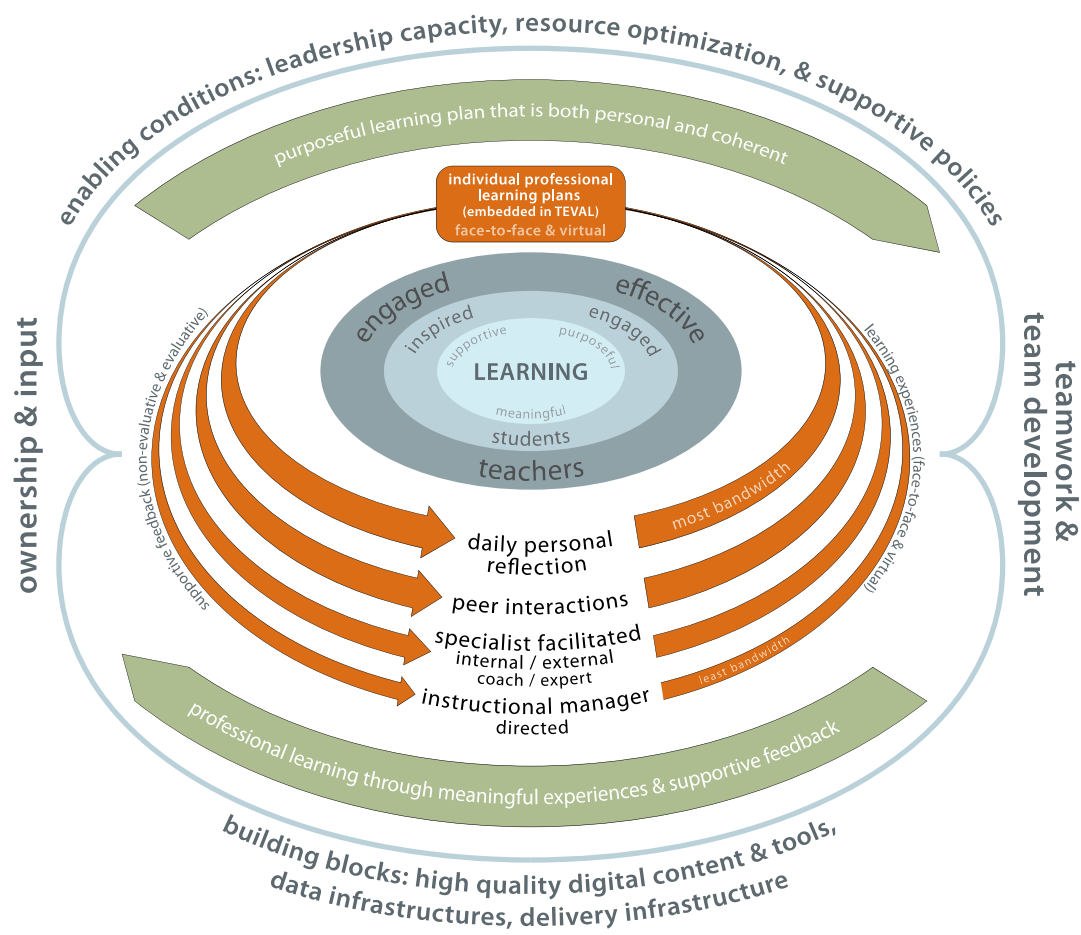 enabling conditions: leadership capacity, resource optimization, & supportive policies
purposeful learning plan that is both personal and coherent
individual professional
learning plans
(embedded in TEVAL)
face-to-face & virtual
engaged
effective
inspired
engaged
supportive
purposeful
LEARNING
meaningful
students
teachers
ownership & input
supportive feedback (non-evaluative & evaluative)
learning experiences (face-to-face & virtual)
teamwork &
team development
most bandwidth
daily personal
reflection
peer interactions
specialist facilitated
internal / external
coach / expert
least bandwidth
instructional manager
directed
professional learning through meaningful experiences & supportive feedback
building blocks: high quality digital content & tools,
data infrastructures, delivery infrastructure